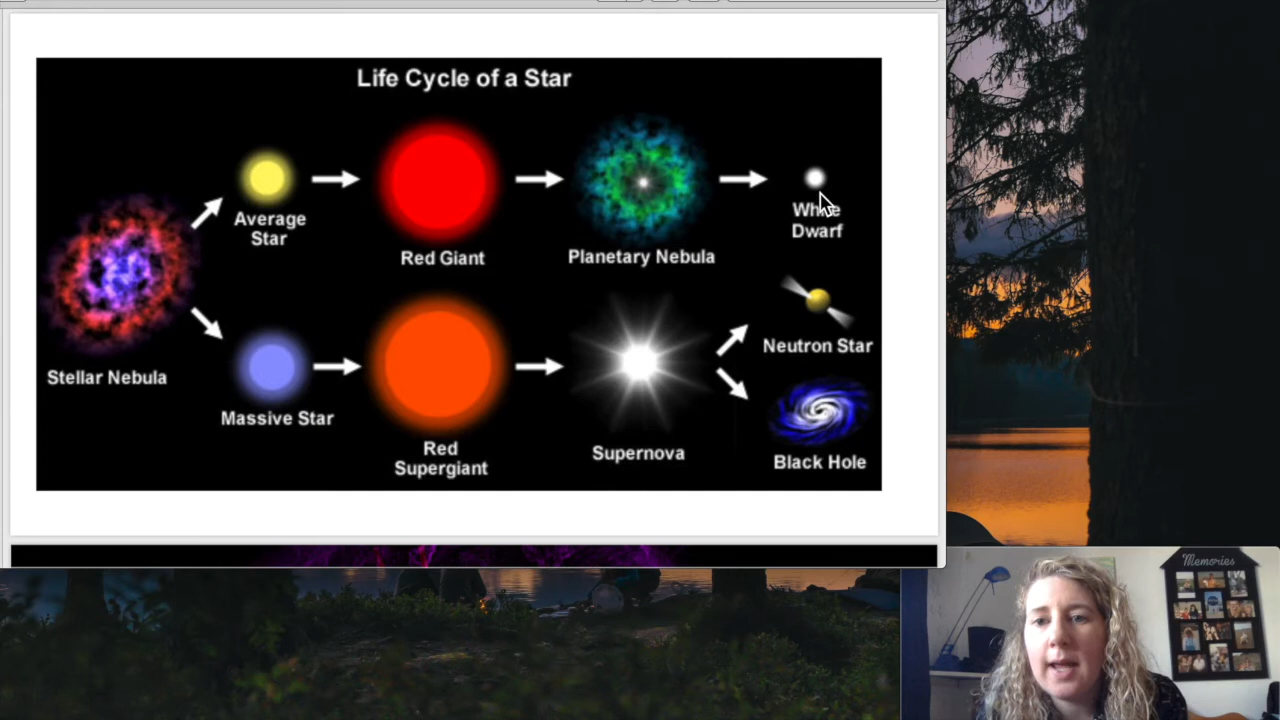 Life Cycle of a Star
Average
Star
Red Giant
Planetary Nebula
White
Dwarf
Stellar Nebula
Massive Star
Red
Supergiant
Supernova
Neutron Star
Black Hole
Memories